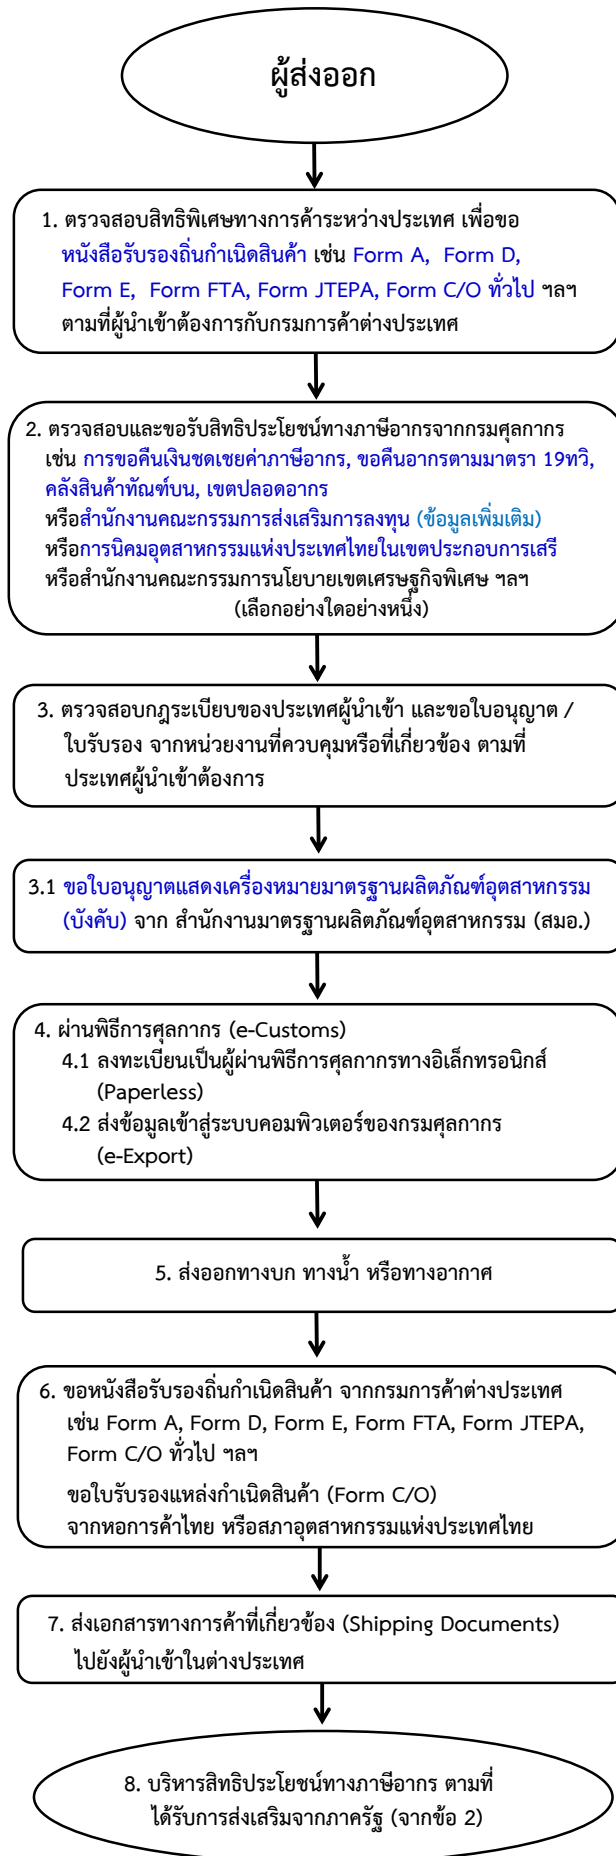 ผู้ส่งออก
1. ตรวจสอบสิทธิพิเศษทางการค้าระหว่างประเทศ เพื่อขอ
หนังสือรับรองถิ่นกำเนิดสินค้า เช่น Form A, Form D,
Form E, Form FTA, Form JTEPA, Form C/O ทั่วไป ฯลฯ
ตามที่ผู้นำเข้าต้องการกับกรมการค้าต่างประเทศ
2. ตรวจสอบและขอรับสิทธิประโยชน์ทางภาษีอากรจากกรมศุลกากร
เช่น การขอคืนเงินชดเชยค่าภาษีอากร, ขอคืนอากรตามมาตรา 19ทวิ,
คลังสินค้าทัณฑ์บน, เขตปลอดอากร
หรือสำนักงานคณะกรรมการส่งเสริมการลงทุน (ข้อมูลเพิ่มเติม)
หรือการนิคมอุตสาหกรรมแห่งประเทศไทยในเขตประกอบการเสรี
หรือสำนักงานคณะกรรมการนโยบายเขตเศรษฐกิจพิเศษ ฯลฯ
(เลือกอย่างใดอย่างหนึ่ง)
3. ตรวจสอบกฎระเบียบของประเทศผู้นำเข้า และขอใบอนุญาต /
ใบรับรอง จากหน่วยงานที่ควบคุมหรือที่เกี่ยวข้อง ตามที่
ประเทศผู้นำเข้าต้องการ
3.1 ขอใบอนุญาตแสดงเครื่องหมายมาตรฐานผลิตภัณฑ์อุตสาหกรรม
(บังคับ) จาก สำนักงานมาตรฐานผลิตภัณฑ์อุตสาหกรรม (สมอ.)
4. ผ่านพิธีการศุลกากร (e-Customs)
4.1 ลงทะเบียนเป็นผู้ผ่านพิธีการศุลกากรทางอิเล็กทรอนิกส์
(Paperless)
4.2 ส่งข้อมูลเข้าสู่ระบบคอมพิวเตอร์ของกรมศุลกากร
(e-Export)
5. ส่งออกทางบก ทางน้ำ หรือทางอากาศ
6. ขอหนังสือรับรองถิ่นกำเนิดสินค้า จากกรมการค้าต่างประเทศ
เช่น Form A, Form D, Form E, Form FTA, Form JTEPA,
Form C/O ทั่วไป ฯลฯ
ขอใบรับรองแหล่งกำเนิดสินค้า (Form C/O)
จากหอการค้าไทย หรือสภาอุตสาหกรรมแห่งประเทศไทย
7. ส่งเอกสารทางการค้าที่เกี่ยวข้อง (Shipping Documents)
ไปยังผู้นำเข้าในต่างประเทศ
8. บริหารสิทธิประโยชน์ทางภาษีอากร ตามที่
ได้รับการส่งเสริมจากภาครัฐ (จากข้อ 2)